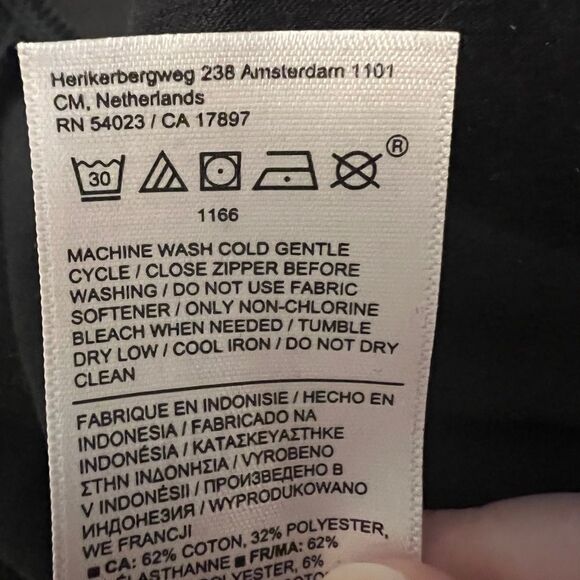 Herikerbergweg 238 Amsterdam 1101
CM, Netherlands
RN 54023 / CA 17897
30
®
1166
MACHINE WASH COLD GENTLE
CYCLE / CLOSE ZIPPER BEFORE
WASHING / DO NOT USE FABRIC
SOFTENER / ONLY NON-CHLORINE
BLEACH WHEN NEEDED / TUMBLE
DRY LOW / COOL IRON / DO NOT DRY
CLEAN
FABRIQUE EN INDONISIE / HECHO EN
INDONESIA / FABRICADO NA
INDONÉSIA / ΚΑΤΑΣΚΕΥΑΣΤΗΚΕ
ΣΤΗΝ ΙΝΔΟΝΗΣΙΑ / VYROBENO
V INDONÉSII / ПРОИЗВЕДЕНО В
ИНДОНЕЗИЯ / WYPRODUKOWANO
WE FRANCJI
■ CA: 62% COTON, 32% POLYESTER,
ÉLASTHANNE ■ FR/MA: 62%
POLYESTER, 6%